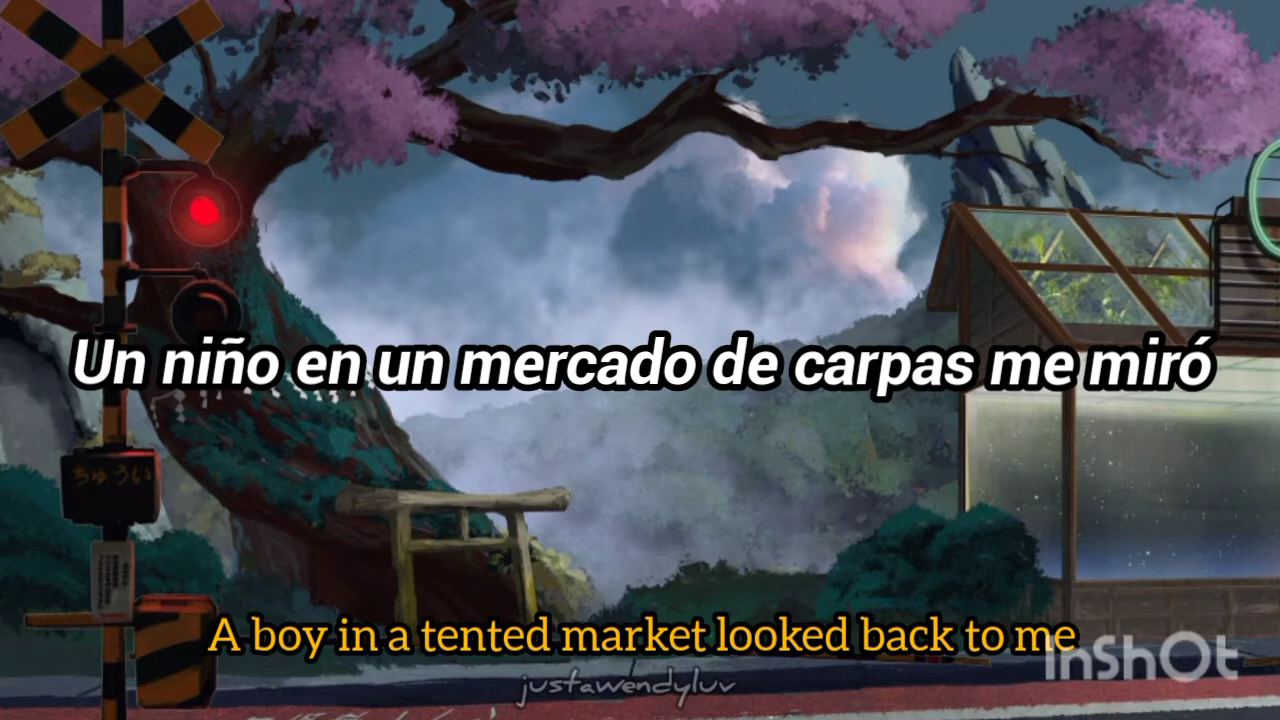 Un niño en un mercado de carpas me miró
ちゅうい
A boy in a tented market looked back to me
InShOt
justawendyluv